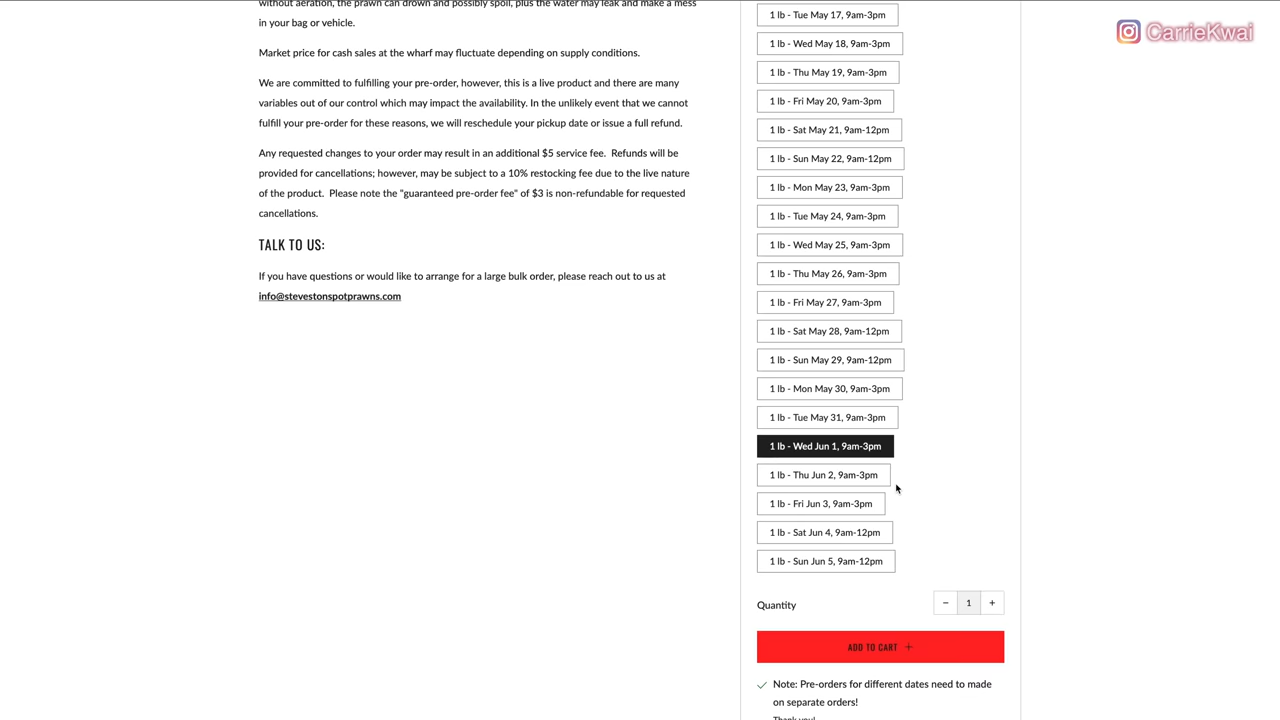 without aeration, the prawn can drown and possibly spoil, plus the water may leak and make a mess
in your bag or vehicle.
Market price for cash sales at the wharf may fluctuate depending on supply conditions.
We are committed to fulfilling your pre-order, however, this is a live product and there are many
variables out of our control which may impact the availability. In the unlikely event that we cannot
fulfill your pre-order for these reasons, we will reschedule your pickup date or issue a full refund.
Any requested changes to your order may result in an additional $5 service fee. Refunds will be
provided for cancellations; however, may be subject to a 10% restocking fee due to the live nature
of the product. Please note the "guaranteed pre-order fee" of $3 is non-refundable for requested
cancellations.
TALK TO US:
If you have questions or would like to arrange for a large bulk order, please reach out to us at
info@stevestonspotprawns.com
1 lb - Tue May 17, 9am-3pm
1 lb - Wed May 18, 9am-3pm
1 lb - Thu May 19, 9am-3pm
1 lb - Fri May 20, 9am-3pm
1 lb - Sat May 21, 9am-12pm
1 lb - Sun May 22, 9am-12pm
1 lb - Mon May 23, 9am-3pm
1 lb - Tue May 24, 9am-3pm
1 lb - Wed May 25, 9am-3pm
1 lb - Thu May 26, 9am-3pm
1 lb - Fri May 27, 9am-3pm
1 lb - Sat May 28, 9am-12pm
1 lb - Sun May 29, 9am-12pm
1 lb - Mon May 30, 9am-3pm
1 lb - Tue May 31, 9am-3pm
1 lb - Wed Jun 1, 9am-3pm
1 lb - Thu Jun 2, 9am-3pm
1 lb - Fri Jun 3, 9am-3pm
1 lb - Sat Jun 4, 9am-12pm
1 lb - Sun Jun 5, 9am-12pm
Quantity − 1 +
ADD TO CART +
Note: Pre-orders for different dates need to made
on separate orders!
Thank you!
CarrieKwai